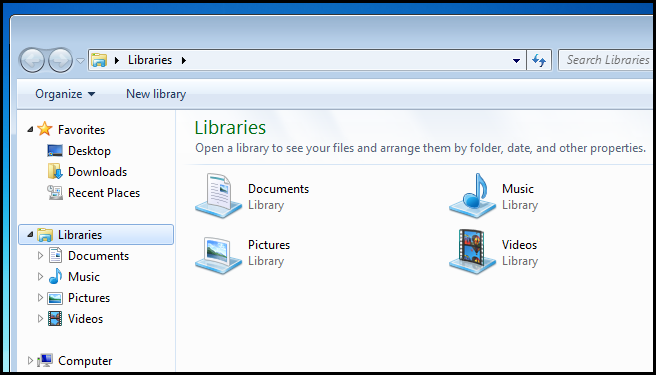 Libraries
Search Libraries
Organize
New library
Favorites
Desktop
Downloads
Recent Places
Libraries
Documents
Music
Pictures
Videos
Computer
Libraries
Open a library to see your files and arrange them by folder, date, and other properties.
Documents
Library
Music
Library
Pictures
Library
Videos
Library